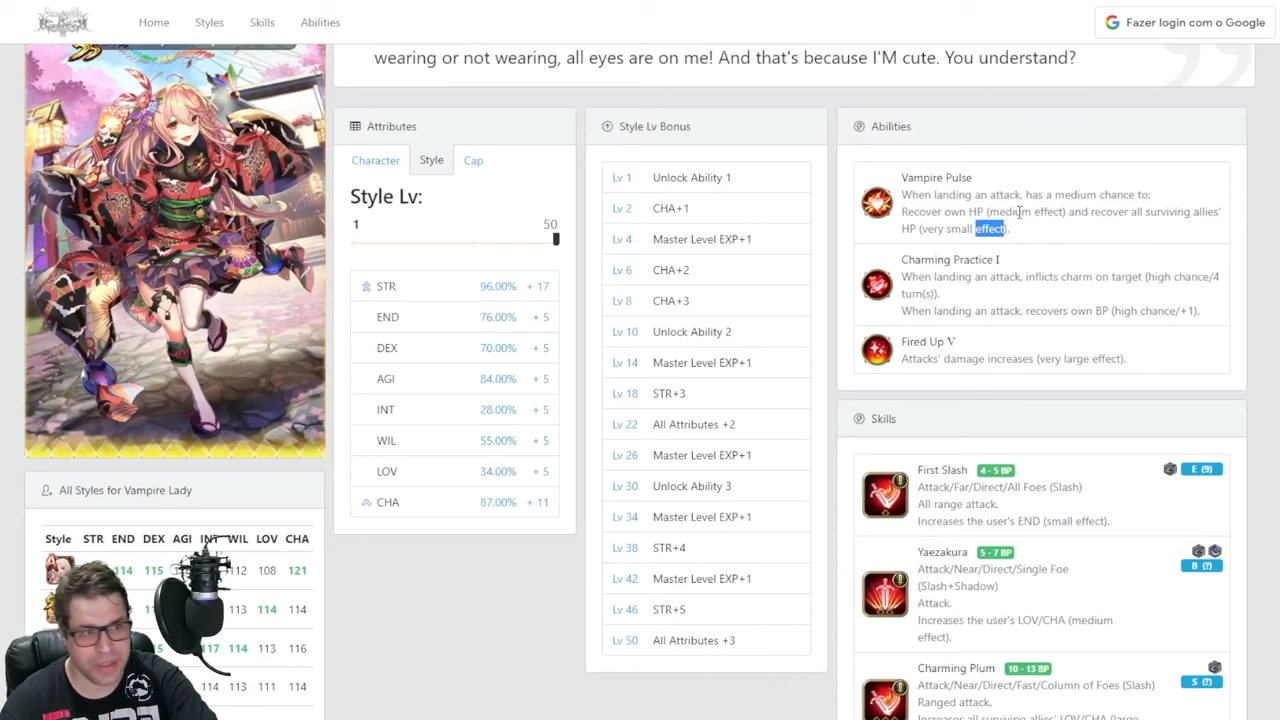 Home
Styles
Skills
Abilities
Fazer login com o Google
wearing or not wearing, all eyes are on me! And that's because I'M cute. You understand?
Attributes
Character
Style
Cap
Style Lv:
1
50
STR 96.00% + 17
END 76.00% + 5
DEX 70.00% + 5
AGI 84.00% + 5
INT 28.00% + 5
WIL 55.00% + 5
LOV 34.00% + 5
CHA 87.00% + 11
Style Lv Bonus
Lv 1 Unlock Ability 1
Lv 2 CHA+1
Lv 4 Master Level EXP+1
Lv 6 CHA+2
Lv 8 CHA+3
Lv 10 Unlock Ability 2
Lv 14 Master Level EXP+1
Lv 18 STR+3
Lv 22 All Attributes +2
Lv 26 Master Level EXP+1
Lv 30 Unlock Ability 3
Lv 34 Master Level EXP+1
Lv 38 STR+4
Lv 42 Master Level EXP+1
Lv 46 STR+5
Lv 50 All Attributes +3
Abilities
Vampire Pulse
When landing an attack, has a medium chance to:
Recover own HP (medium effect) and recover all surviving allies'
HP (very small effect).
Charming Practice I
When landing an attack, inflicts charm on target (high chance/4
turn(s)).
When landing an attack, recovers own BP (high chance/+1).
Fired Up V
Attacks' damage increases (very large effect).
Skills
First Slash 4 - 5 BP E (9)
Attack/Far/Direct/All Foes (Slash)
All range attack.
Increases the user's END (small effect).
Yaezakura 5 - 7 BP B (7)
Attack/Near/Direct/Single Foe
(Slash+Shadow)
Attack.
Increases the user's LOV/CHA (medium
effect).
Charming Plum 10 - 13 BP S (7)
Attack/Near/Direct/Fast/Column of Foes (Slash)
Ranged attack.
Increases all surviving allies' LOV/CHA (large
All Styles for Vampire Lady
Style STR END DEX AGI INT WIL LOV CHA
114 115 112 108 121
113 114 114
117 114 113 116
114 113 111 114